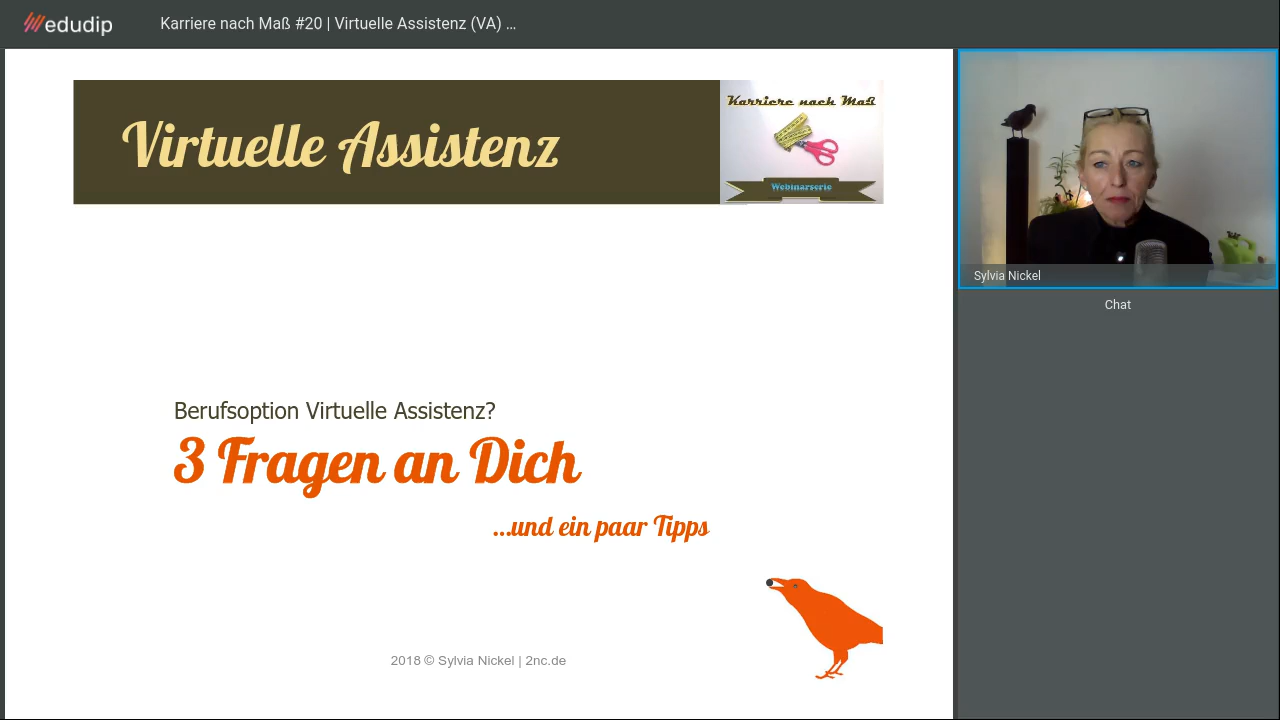 edudip
Karriere nach Maß #20 | Virtuelle Assistenz (VA) ...
Virtuelle Assistenz
Karriere nach Maß
Webinarserie
Sylvia Nickel
Chat
Berufsoption Virtuelle Assistenz?
3 Fragen an Dich
...und ein paar Tipps
2018 © Sylvia Nickel | 2nc.de